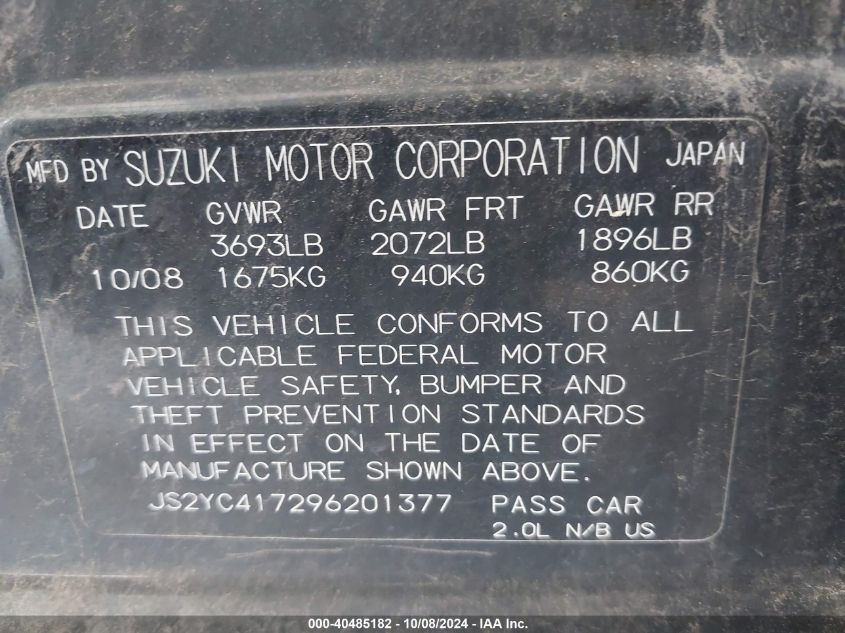 MFD BY SUZUKI MOTOR CORPORATION JAPAN
DATE GVWR GAWR FRT GAWR RR
3693LB 2072LB 1896LB
10/08 1675KG 940KG 860KG
THIS VEHICLE CONFORMS TO ALL
APPLICABLE FEDERAL MOTOR
VEHICLE SAFETY, BUMPER AND
THEFT PREVENTION STANDARDS
IN EFFECT ON THE DATE OF
MANUFACTURE SHOWN ABOVE.
JS2YC417296201377 PASS CAR
2.0L N/B US
000-40485182 - 10/08/2024 - IAA Inc.